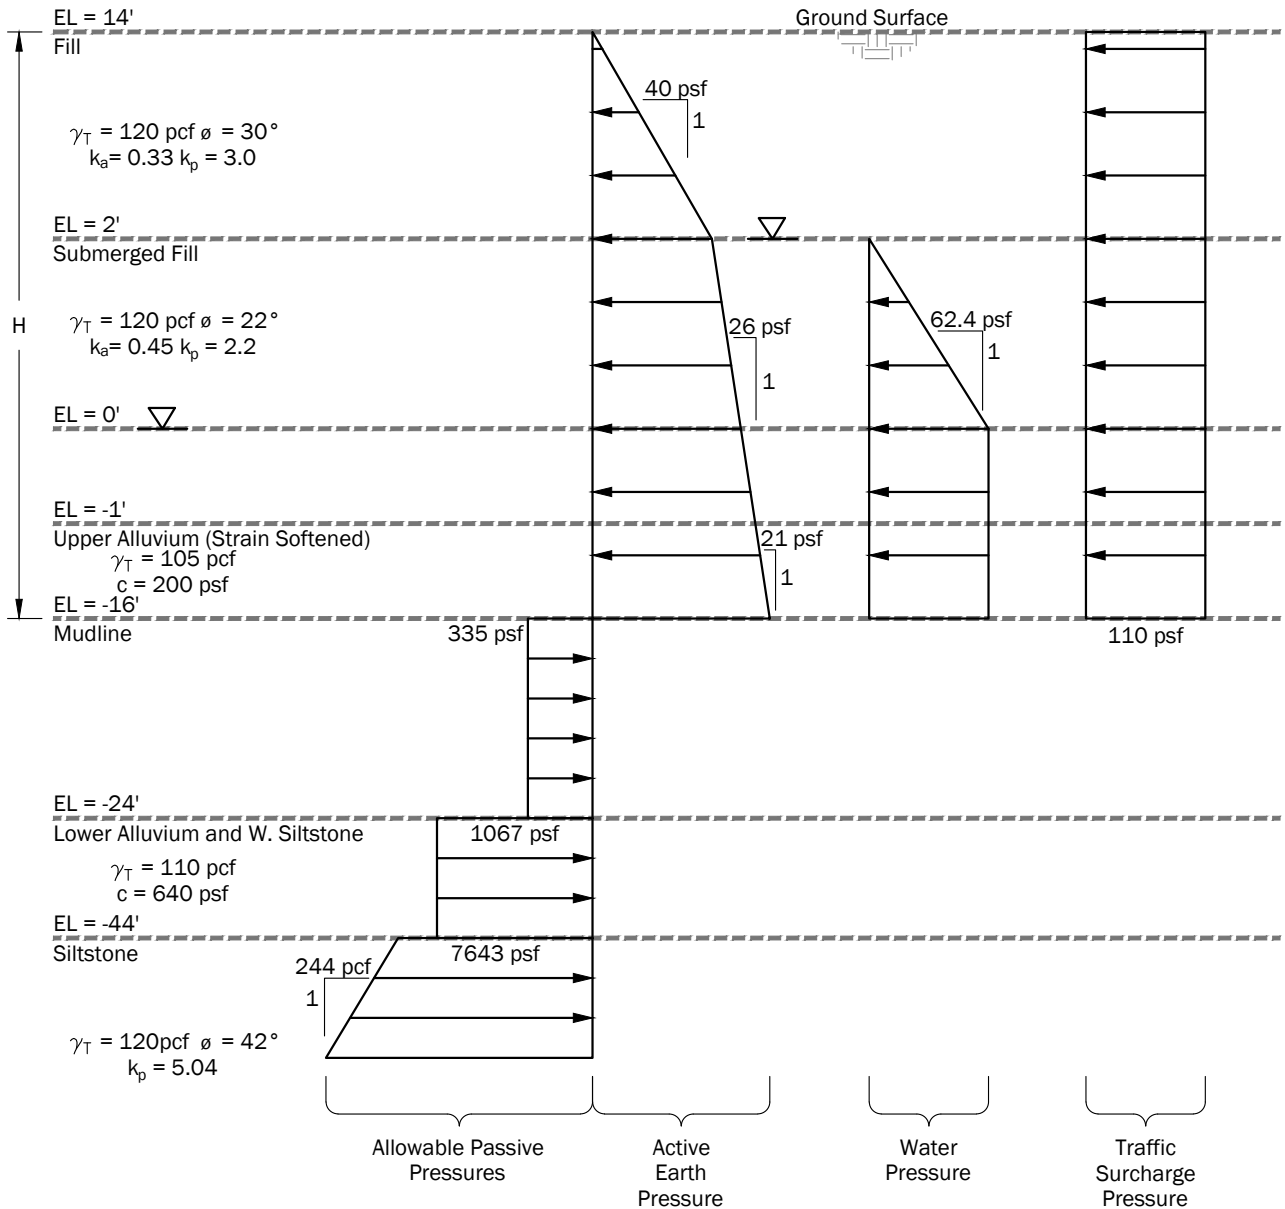 EL = 14'
Ground Surface
Fill
40 psf
1
γT = 120 pcf ø = 30°
ka= 0.33 kp = 3.0
EL = 2'
Submerged Fill
H
γT = 120 pcf ø = 22°
ka= 0.45 kp = 2.2
26 psf
1
62.4 psf
1
EL = 0'
EL = -1'
Upper Alluvium (Strain Softened)
γT = 105 pcf
c = 200 psf
21 psf
1
EL = -16'
Mudline
335 psf
110 psf
EL = -24'
Lower Alluvium and W. Siltstone
1067 psf
γT = 110 pcf
c = 640 psf
EL = -44'
Siltstone
7643 psf
244 pcf
1
γT = 120pcf ø = 42°
kp = 5.04
Allowable Passive
Pressures
Active
Earth
Pressure
Water
Pressure
Traffic
Surcharge
Pressure